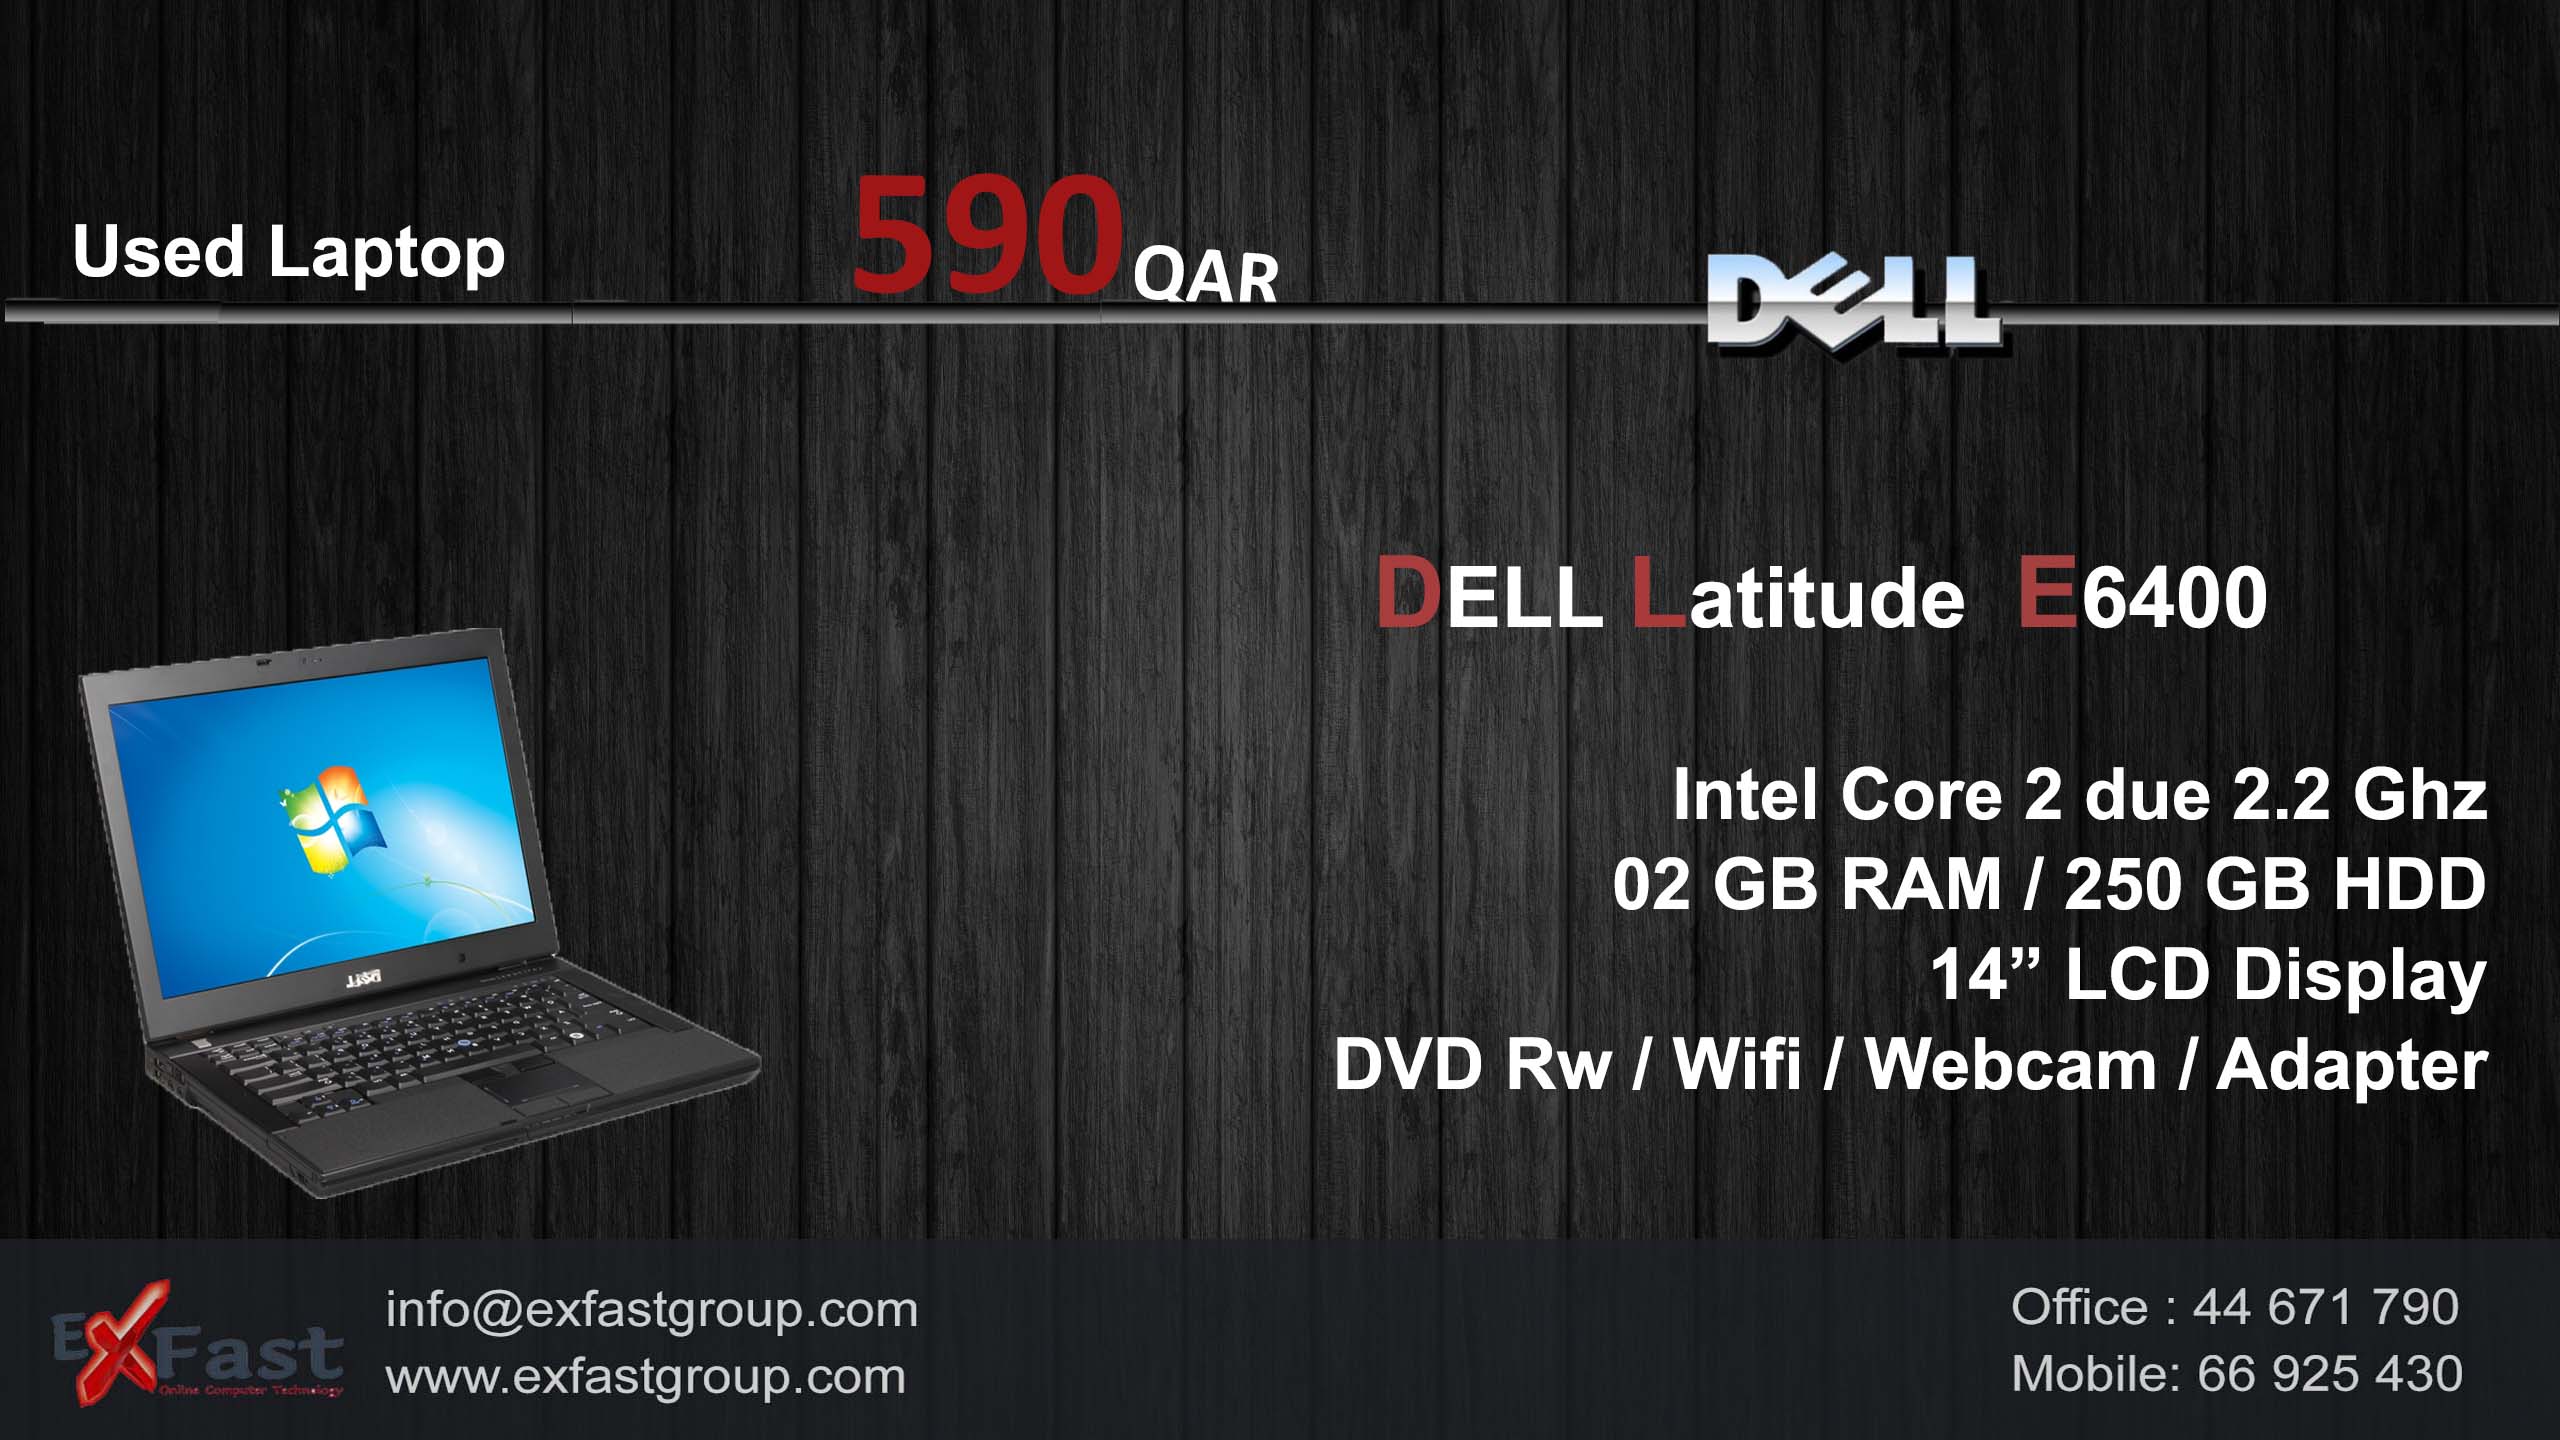 Used Laptop
590 QAR
DELL
DELL Latitude E6400
Intel Core 2 due 2.2 Ghz
02 GB RAM / 250 GB HDD
14” LCD Display
DVD Rw / Wifi / Webcam / Adapter
ExFast
Online Computer Technology
info@exfastgroup.com
www.exfastgroup.com
Office : 44 671 790
Mobile: 66 925 430